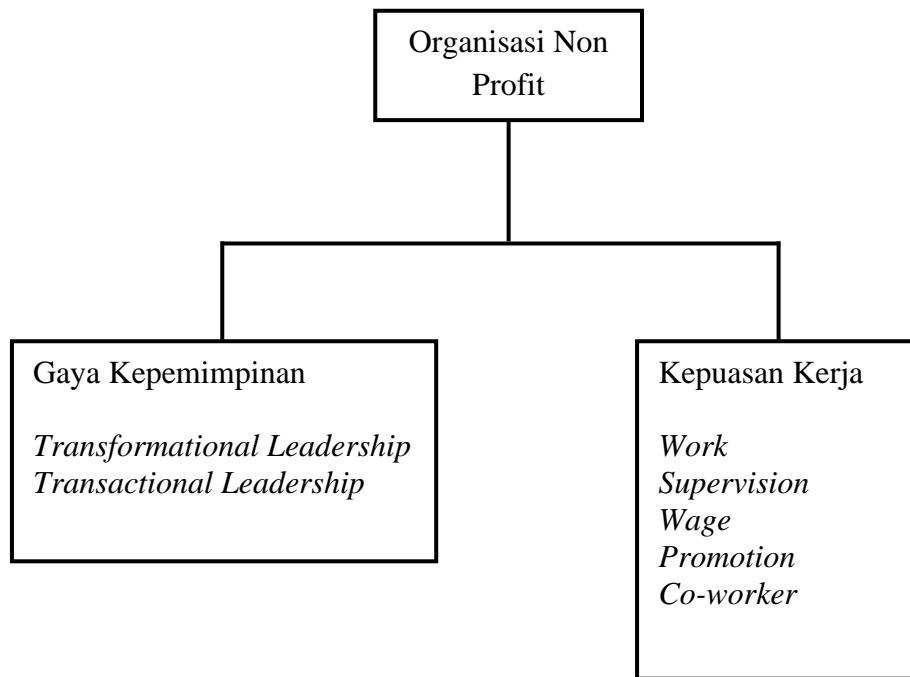 Organisasi Non
Profit
Gaya Kepemimpinan
Transformational Leadership
Transactional Leadership
Kepuasan Kerja
Work
Supervision
Wage
Promotion
Co-worker